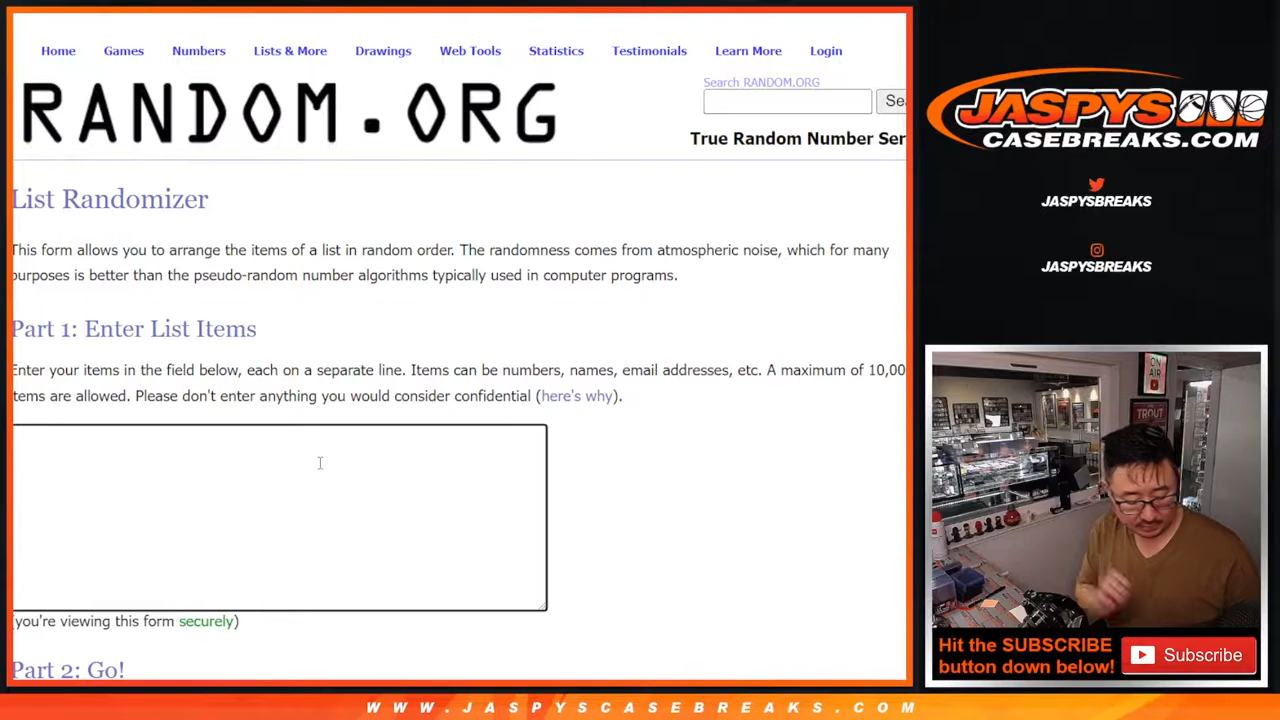 Home Games Numbers Lists & More Drawings Web Tools Statistics Testimonials Learn More Login
RANDOM.ORG
Search RANDOM.ORG
Sea
True Random Number Ser
List Randomizer
This form allows you to arrange the items of a list in random order. The randomness comes from atmospheric noise, which for many
purposes is better than the pseudo-random number algorithms typically used in computer programs.
Part 1: Enter List Items
Enter your items in the field below, each on a separate line. Items can be numbers, names, email addresses, etc. A maximum of 10,00
items are allowed. Please don't enter anything you would consider confidential (here's why).
(you're viewing this form securely)
Part 2: Go!
JASPYS
CASEBREAKS.COM
JASPYSBREAKS
JASPYSBREAKS
ON
AIR
TROUT
Hit the SUBSCRIBE
button down below!
Subscribe
WWW.JASPYSCASEBREAKS.COM